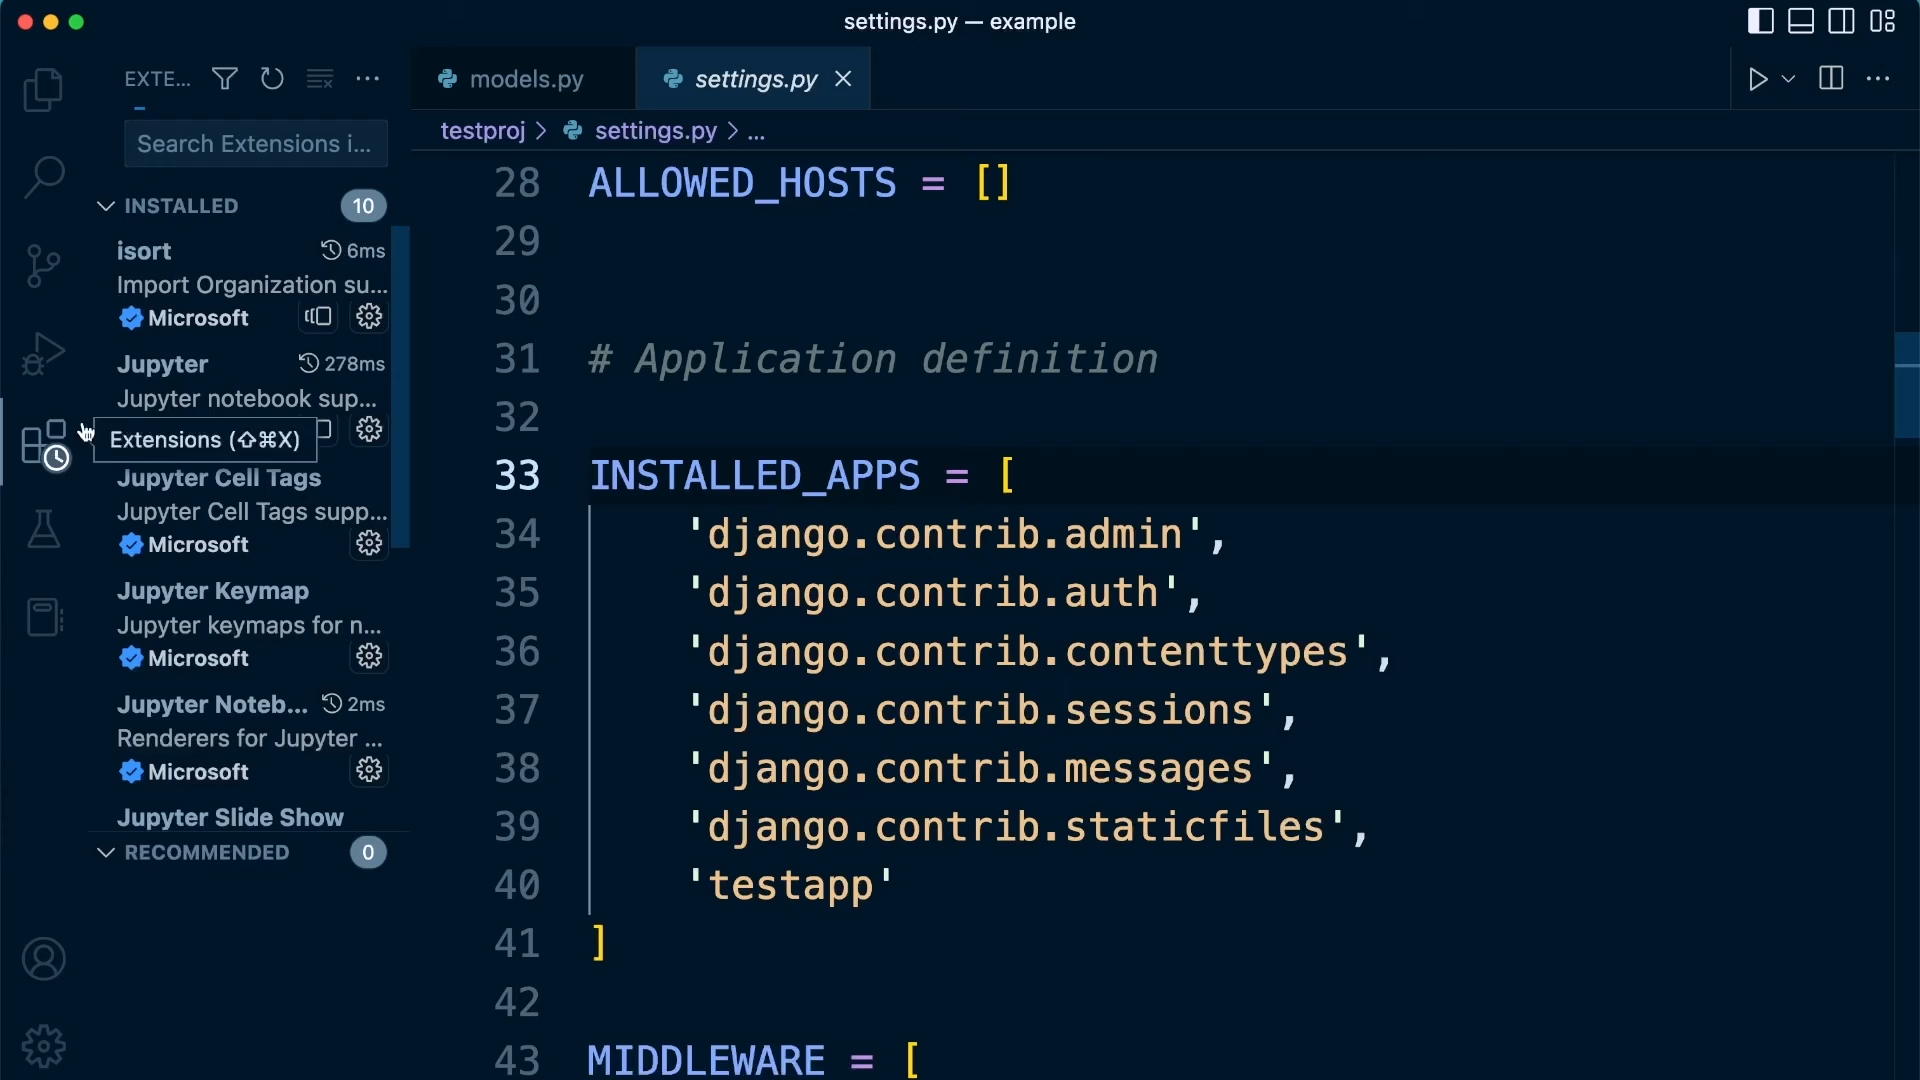 settings.py — example
EXTE...
Search Extensions i...
INSTALLED 10
isort 6ms
Import Organization su...
Microsoft
Jupyter 278ms
Jupyter notebook sup...
Extensions (⇧⌘X)
Jupyter Cell Tags
Jupyter Cell Tags supp...
Microsoft
Jupyter Keymap
Jupyter keymaps for n...
Microsoft
Jupyter Noteb... 2ms
Renderers for Jupyter ...
Microsoft
Jupyter Slide Show
RECOMMENDED 0
models.py settings.py
testproj > settings.py > ...
28 ALLOWED_HOSTS = []
29
30
31 # Application definition
32
33 INSTALLED_APPS = [
34 'django.contrib.admin',
35 'django.contrib.auth',
36 'django.contrib.contenttypes',
37 'django.contrib.sessions',
38 'django.contrib.messages',
39 'django.contrib.staticfiles',
40 'testapp'
41 ]
42
43 MIDDLEWARE = [